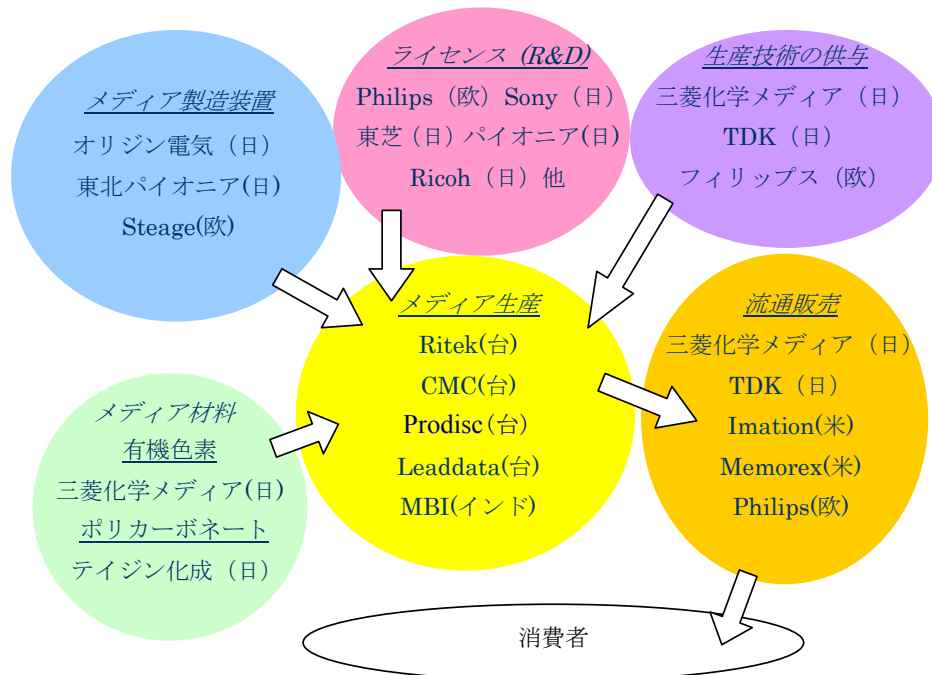 メディア製造装置
オリジン電気（日）
東北パイオニア(日)
Steage(欧)
ライセンス (R&D)
Philips（欧）Sony（日）
東芝（日）パイオニア(日)
Ricoh（日）他
生産技術の供与
三菱化学メディア（日）
TDK（日）
フィリップス（欧）
メディア材料
有機色素
三菱化学メディア(日)
ポリカーボネート
テイジン化成（日）
メディア生産
Ritek(台)
CMC(台)
Prodisc（台）
Leaddata(台)
MBI(インド)
流通販売
三菱化学メディア（日）
TDK（日）
Imation(米)
Memorex(米)
Philips(欧)
消費者